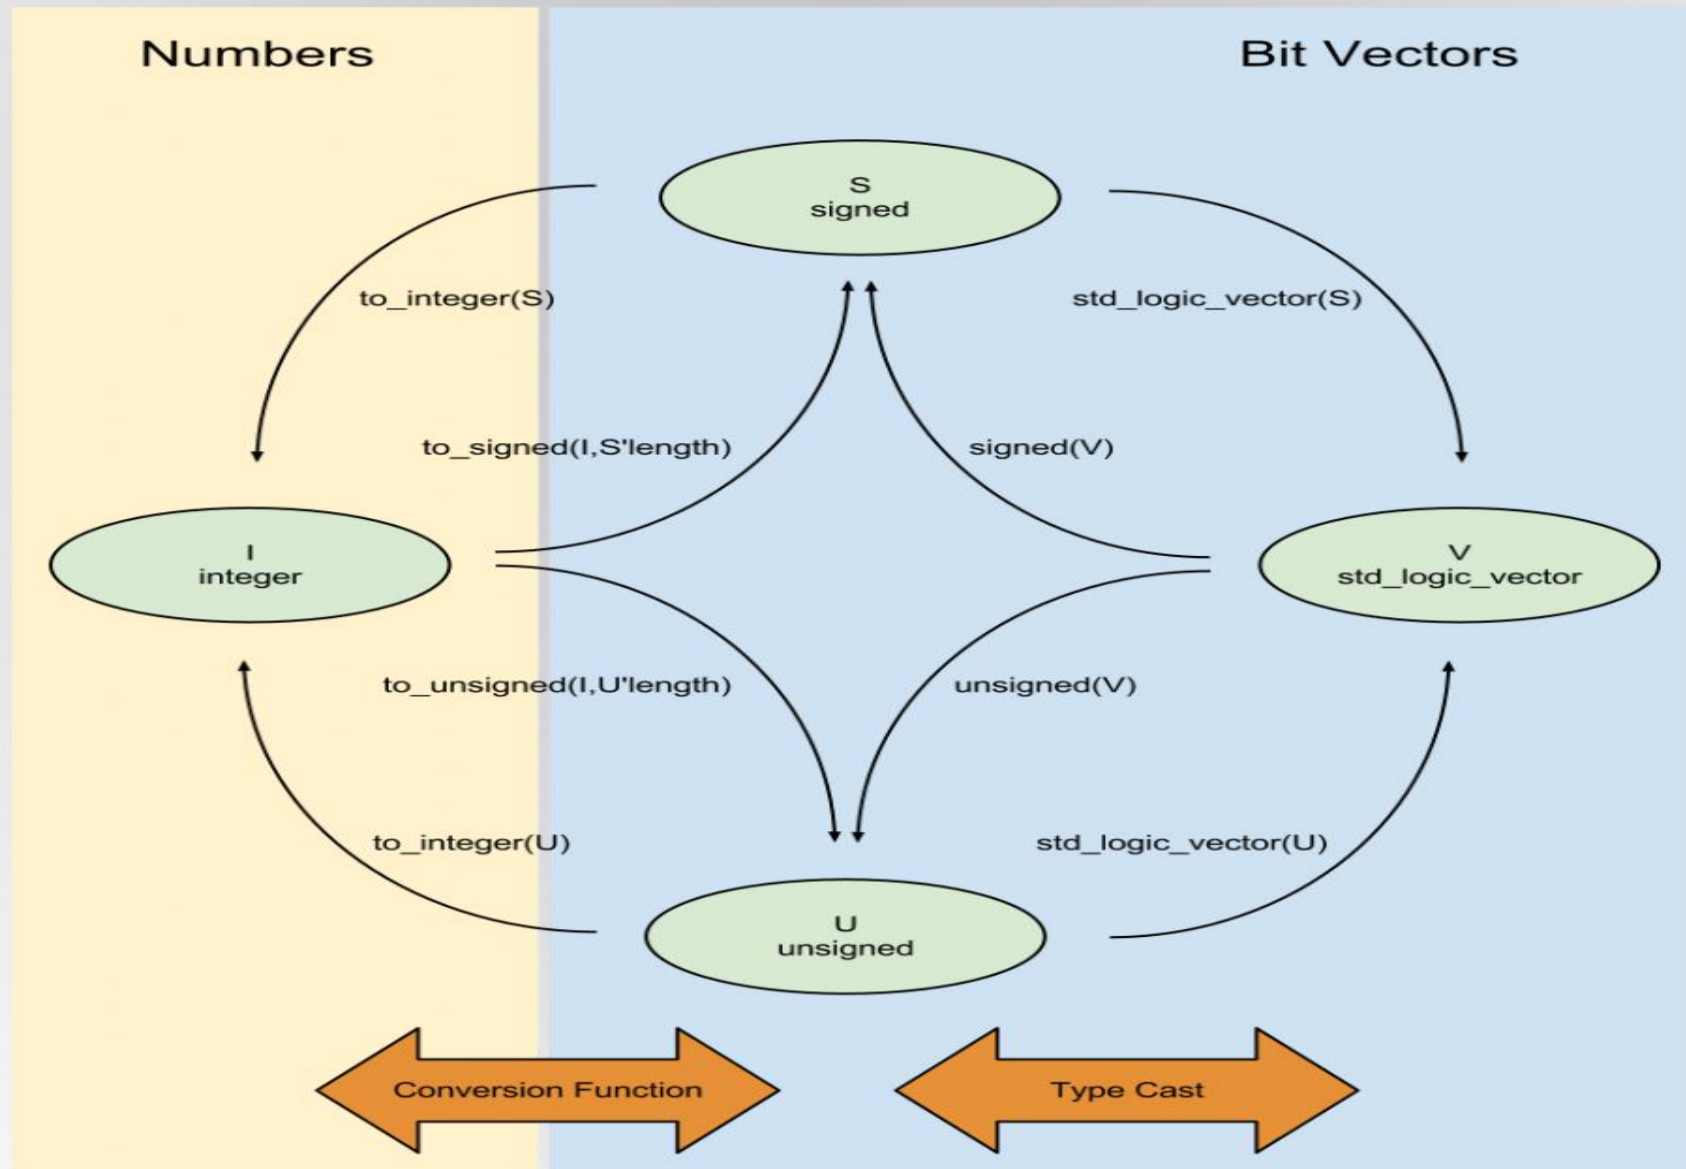 Numbers
Bit Vectors
S
signed
to_integer(S)
std_logic_vector(S)
to_signed(I,S'length)
signed(V)
I
integer
V
std_logic_vector
to_unsigned(I,U'length)
unsigned(V)
to_integer(U)
std_logic_vector(U)
U
unsigned
Conversion Function
Type Cast